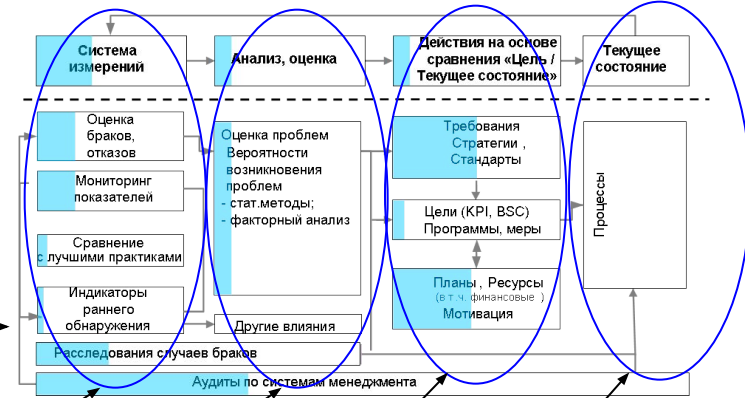 Система
измерений
Анализ, оценка
Действия на основе
сравнения «Цель /
Текущее состояние»
Текущее
состояние
Оценка
браков,
отказов
Мониторинг
показателей
Сравнение
с лучшими практиками
Индикаторы
раннего
обнаружения
Оценка проблем
Вероятности
возникновения
проблем
- стат.методы;
- факторный анализ
Другие влияния
Требования
Стратегии ,
Стандарты
Цели (KPI, BSC)
Программы, меры
Планы , Ресурсы
(в т.ч. финансовые )
Мотивация
Процессы
Расследования случаев браков
Аудиты по системам менеджмента